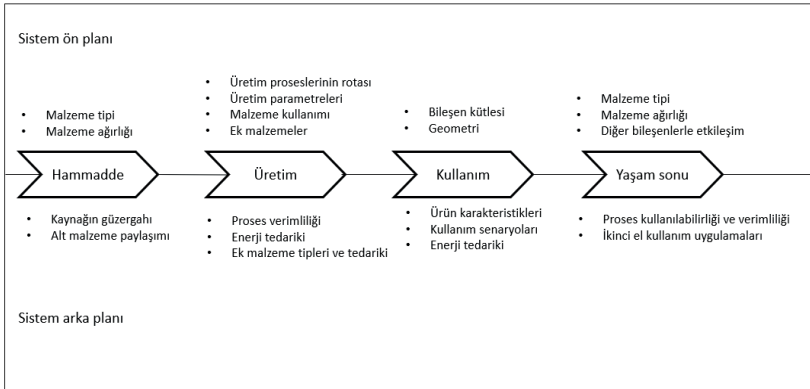 Sistem ön planı
• Malzeme tipi
• Malzeme ağırlığı
• Üretim proseslerinin rotası
• Üretim parametreleri
• Malzeme kullanımı
• Ek malzemeler
• Bileşen kütlesi
• Geometri
• Malzeme tipi
• Malzeme ağırlığı
• Diğer bileşenlerle etkileşim
Hammadde
Üretim
Kullanım
Yaşam sonu
• Kaynağın güzergahı
• Alt malzeme paylaşımı
• Proses verimliliği
• Enerji tedariki
• Ek malzeme tipleri ve tedariki
• Ürün karakteristikleri
• Kullanım senaryoları
• Enerji tedariki
• Proses kullanılabilirliği ve verimliliği
• İkinci el kullanım uygulamaları
Sistem arka planı